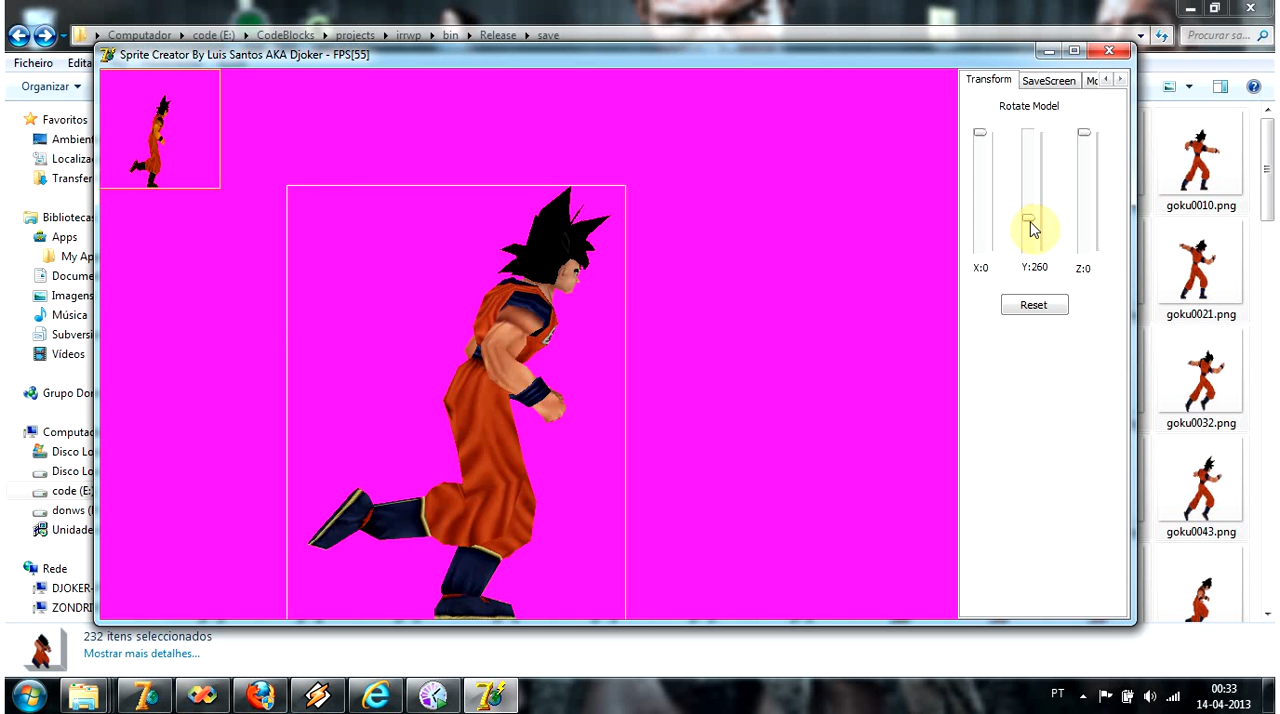 Computador code (E:) CodeBlocks projects irrwp bin Release save Procurar sa...
Sprite Creator By Luis Santos AKA Djoker - FPS[55]
Ficheiro Edita
Organizar
Favoritos
Ambient
Localiza
Transfer
Bibliotecas
Apps
My Ap
Docume
Imagens
Música
Subversi
Vídeos
Grupo Don
Computad
Disco Lo
Disco Lo
code (E:)
donws (
Unidade
Rede
DJOKER-
ZONDRI
Transform SaveScreen Mc
Rotate Model
X:0 Y:260 Z:0
Reset
goku0010.png
goku0021.png
goku0032.png
goku0043.png
232 itens seleccionados
Mostrar mais detalhes...
PT
00:33
14-04-2013